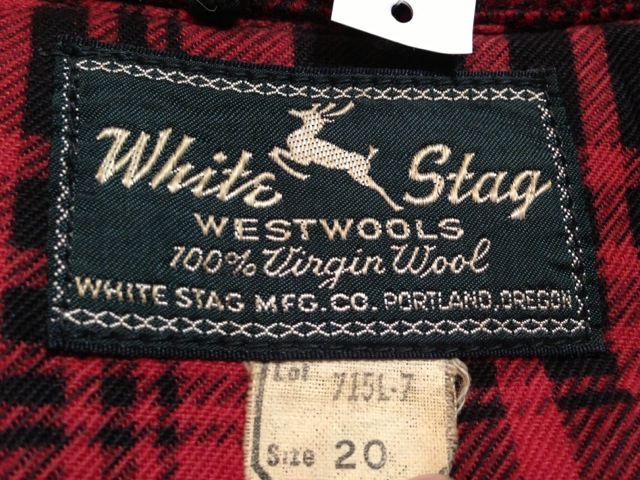 White Stag
WESTWOOLS
100% Virgin Wool
WHITE STAG MFG. CO. PORTLAND, OREGON
Lot 715L-7
Size 20